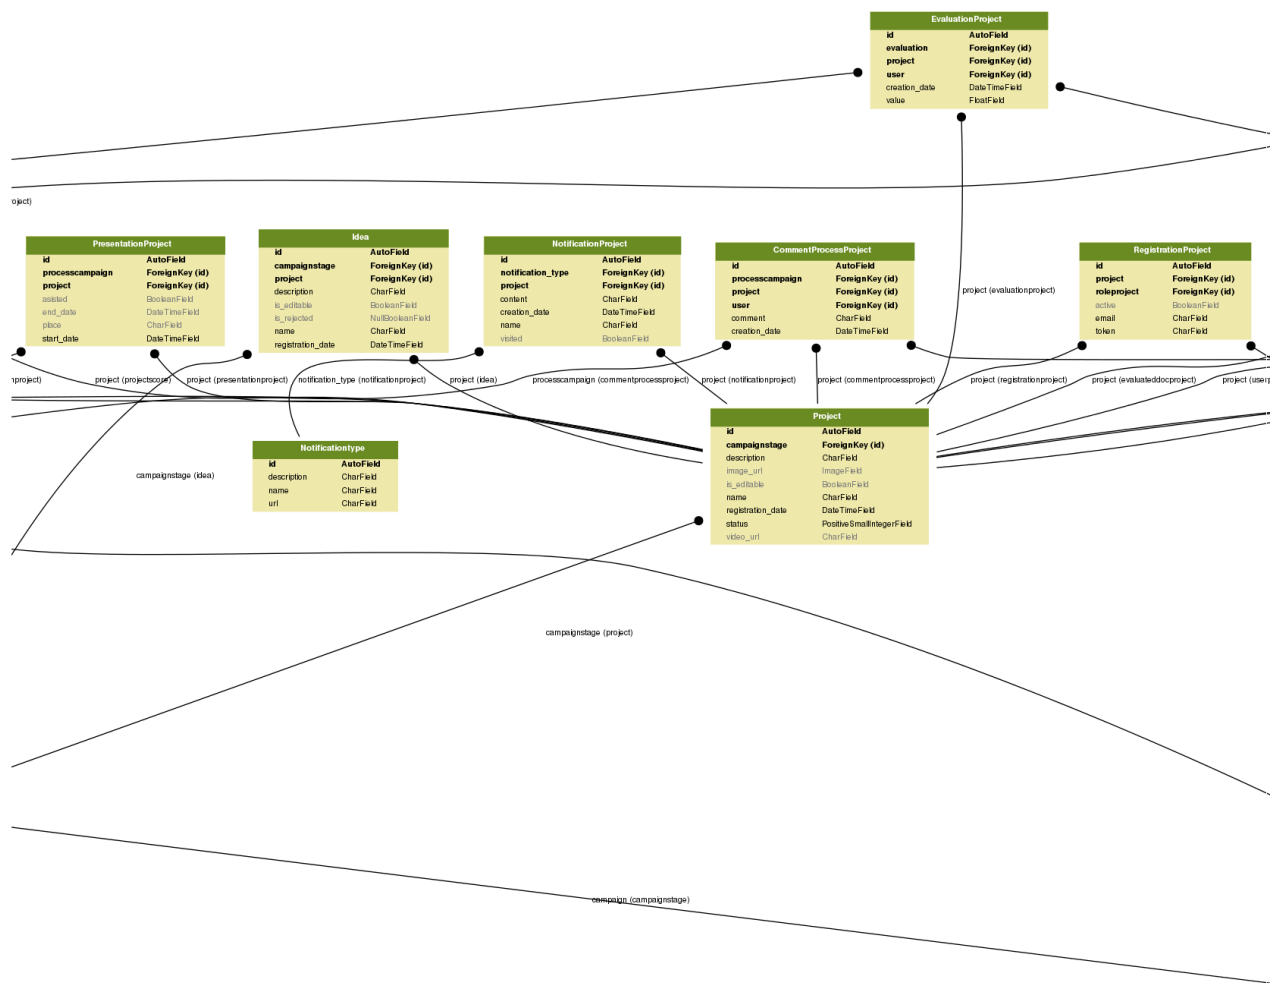 EvaluationProject
id AutoField
evaluation ForeignKey (id)
project ForeignKey (id)
user ForeignKey (id)
creation_date DateTimeField
value FloatField
oject)
PresentationProject
id AutoField
processcampaign ForeignKey (id)
project ForeignKey (id)
asisted BooleanField
end_date DateTimeField
place CharField
start_date DateTimeField
Idea
id AutoField
campaignstage ForeignKey (id)
project ForeignKey (id)
description CharField
is_editable BooleanField
is_rejected NullBooleanField
name CharField
registration_date DateTimeField
NotificationProject
id AutoField
notification_type ForeignKey (id)
project ForeignKey (id)
content CharField
creation_date DateTimeField
name CharField
visited BooleanField
CommentProcessProject
id AutoField
processcampaign ForeignKey (id)
project ForeignKey (id)
user ForeignKey (id)
comment CharField
creation_date DateTimeField
RegistrationProject
id AutoField
project ForeignKey (id)
roleproject ForeignKey (id)
active BooleanField
email CharField
token CharField
project (evaluationproject)
project) project (projectscore) project (presentationproject) notification_type (notificationproject) project (idea) processcampaign (commentprocessproject) project (notificationproject) project (commentprocessproject) project (registrationproject) project (evaluateddocproject) project (userp
Project
id AutoField
campaignstage ForeignKey (id)
description CharField
image_url ImageField
is_editable BooleanField
name CharField
registration_date DateTimeField
status PositiveSmallIntegerField
video_url CharField
Notificationtype
id AutoField
description CharField
name CharField
url CharField
campaignstage (idea)
campaignstage (project)
campaign (campaignstage)